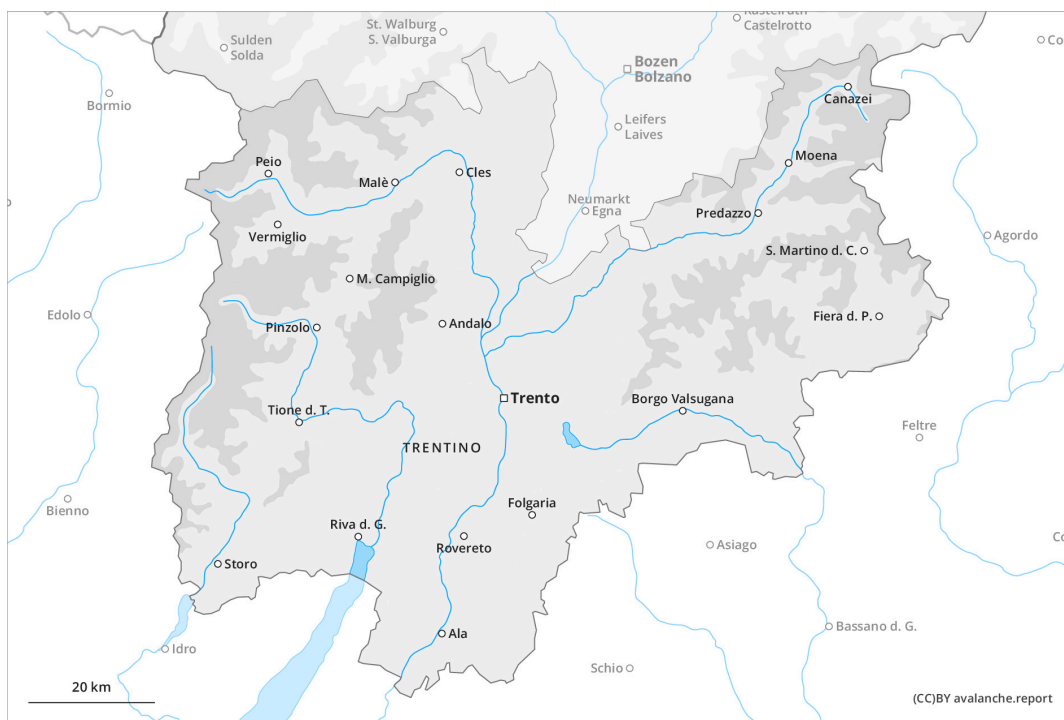 St. Walburg
S. Valburga
Kastelruth
Castelrotto
Sulden
Solda
Bozen
Bolzano
Bormio
Canazei
Leifers
Laives
Moena
Peio
Malè
Cles
Neumarkt
Egna
Predazzo
Vermiglio
Agordo
S. Martino d. C.
M. Campiglio
Edolo
Pinzolo
Andalo
Fiera d. P.
Trento
Borgo Valsugana
Tione d. T.
Feltre
TRENTINO
Bienno
Folgaria
Riva d. G.
Rovereto
Asiago
Storo
Ala
Bassano d. G.
Idro
Schio
20 km
(CC)BY avalanche.report